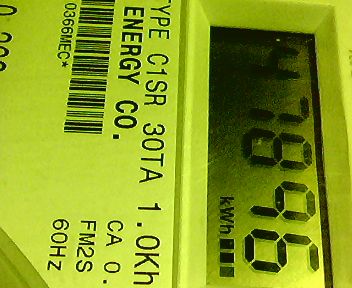 47896
kWh
TYPE C1SR 30TA 1.0Kh
ENERGY CO.
CA 0.
FM2S
60Hz
0366MEC*